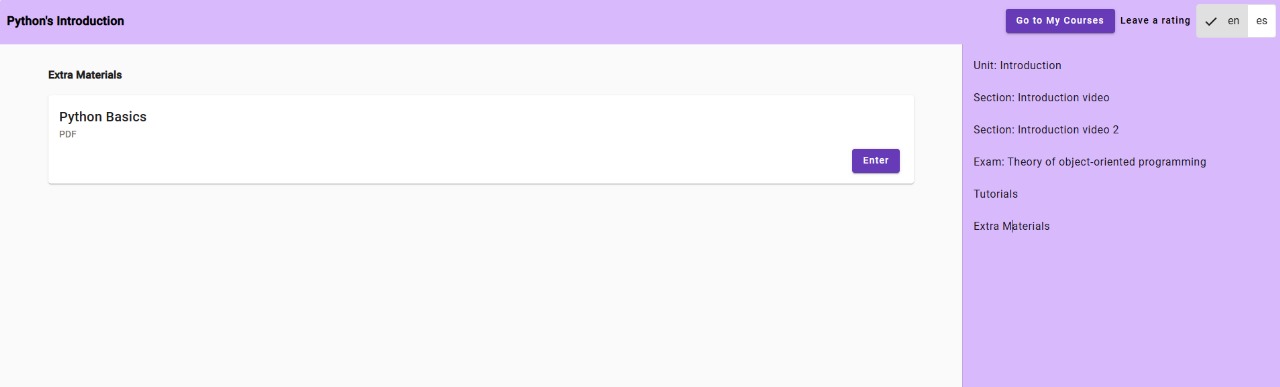 Python's Introduction
Go to My Courses
Leave a rating
en
es
Extra Materials
Python Basics
PDF
Enter
Unit: Introduction
Section: Introduction video
Section: Introduction video 2
Exam: Theory of object-oriented programming
Tutorials
Extra Materials